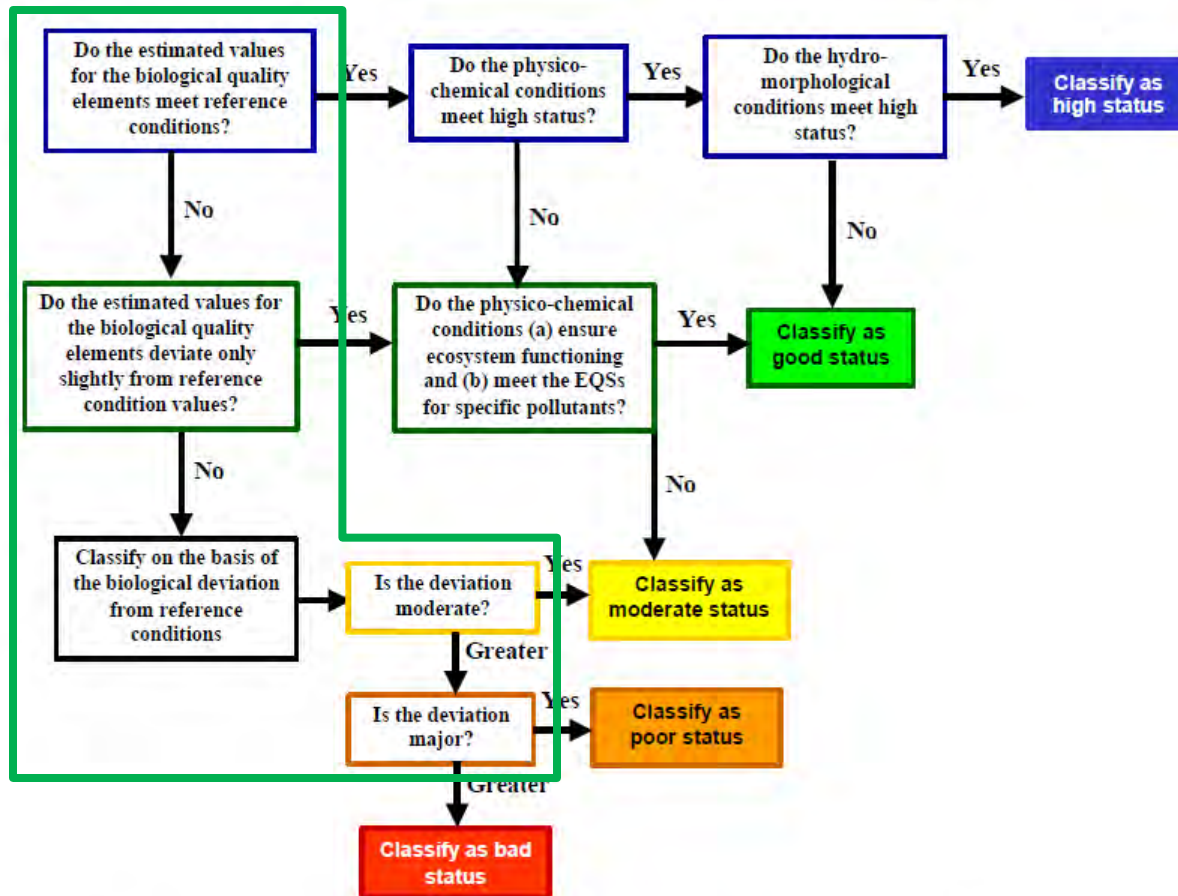 Do the estimated values
for the biological quality
elements meet reference
conditions?
Yes
Do the physico-
chemical conditions
meet high status?
Yes
Do the hydro-
morphological
conditions meet high
status?
Yes
Classify as
high status
No
No
No
Do the estimated values for
the biological quality
elements deviate only
slightly from reference
condition values?
Yes
Do the physico-chemical
conditions (a) ensure
ecosystem functioning
and (b) meet the EQSs
for specific pollutants?
Yes
Classify as
good status
No
No
Classify on the basis of
the biological deviation
from reference
conditions
Is the deviation
moderate?
Yes
Classify as
moderate status
Greater
Is the deviation
major?
Yes
Classify as
poor status
Greater
Classify as bad
status